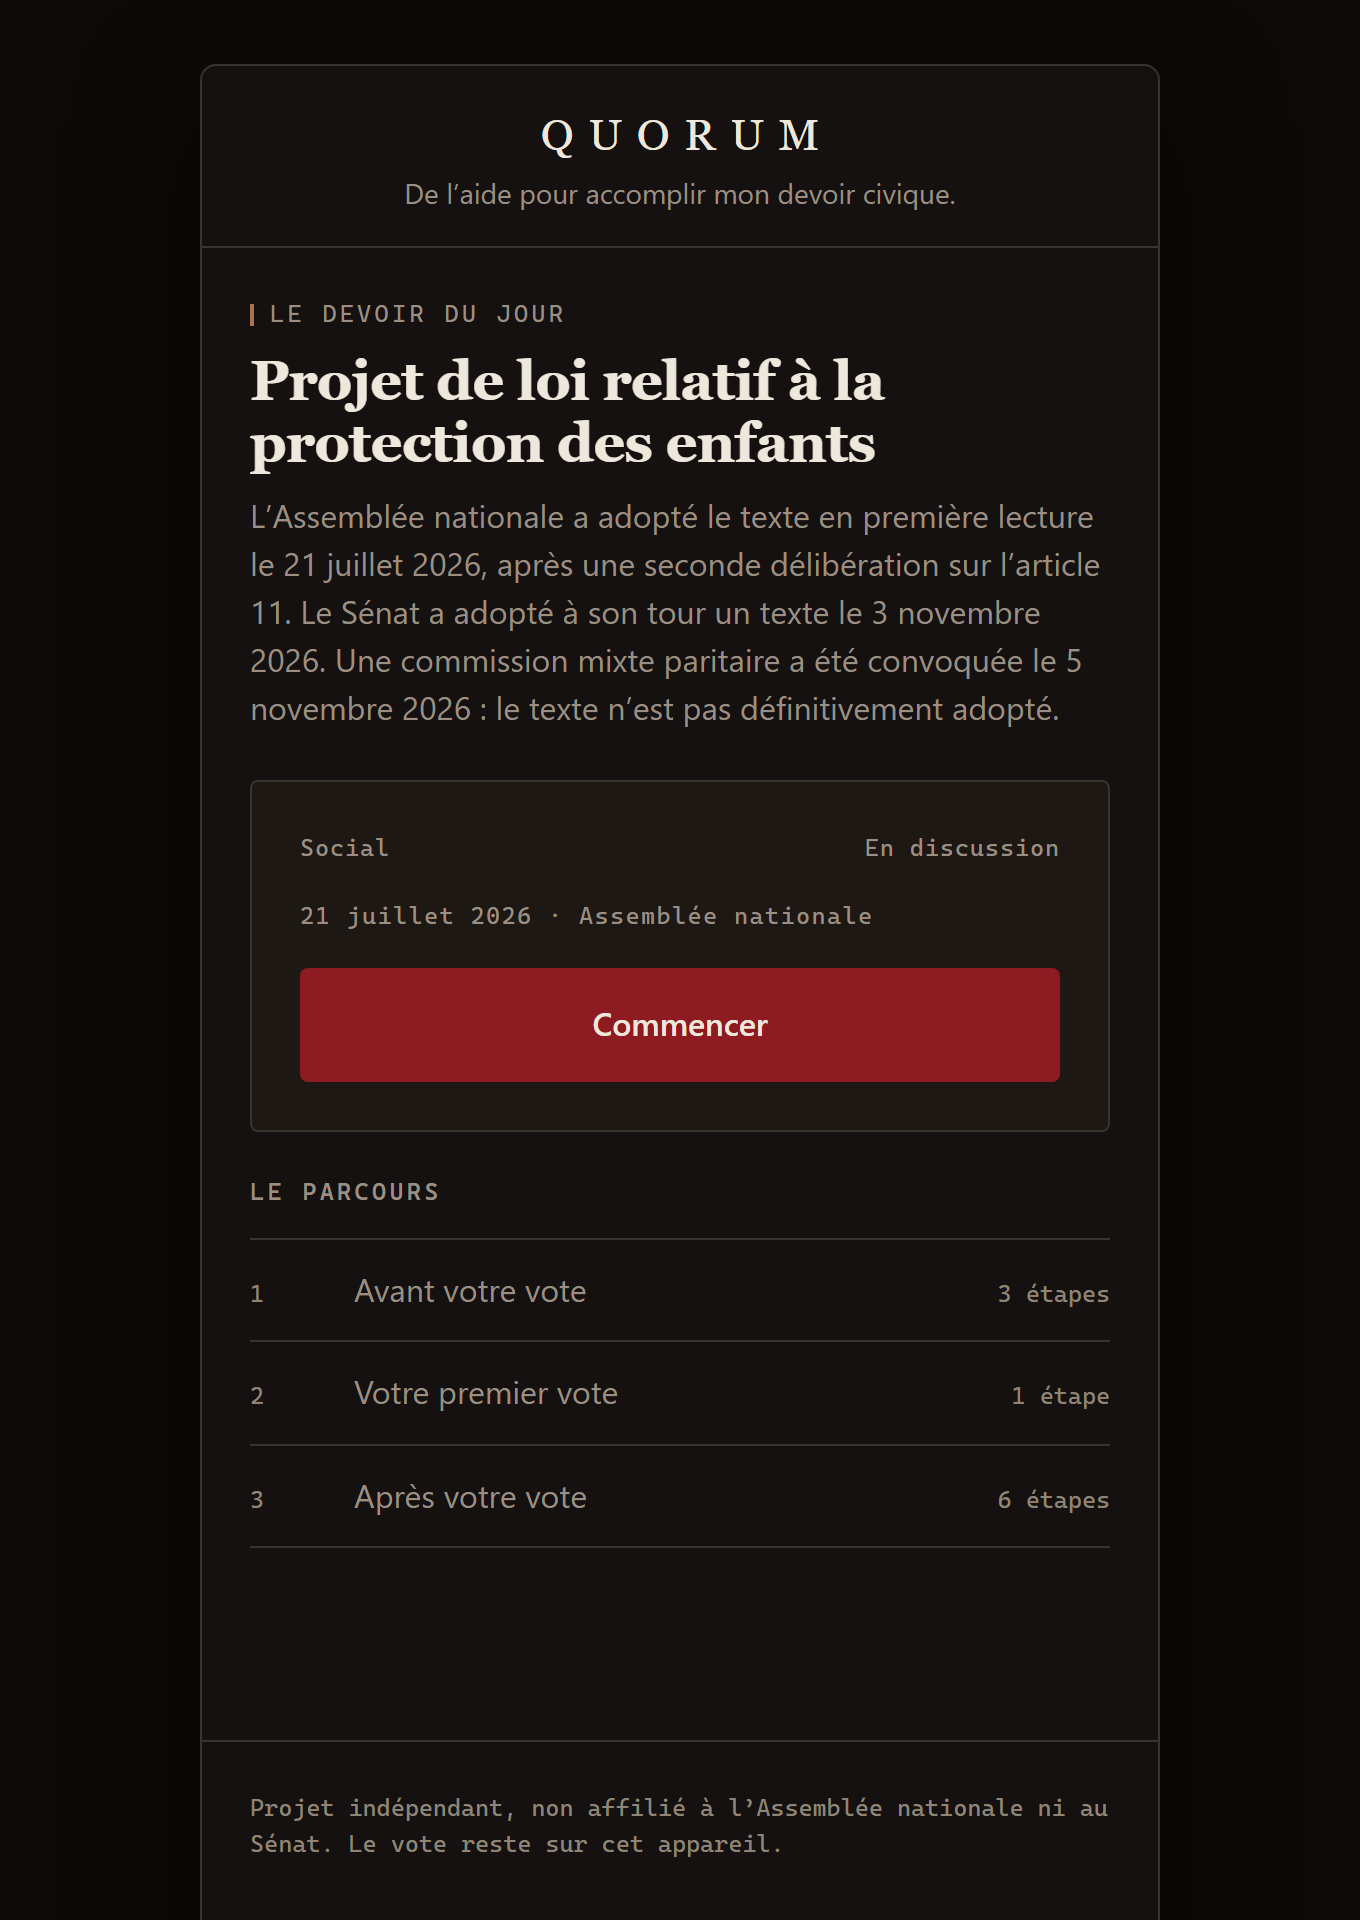 QUORUM
De l’aide pour accomplir mon devoir civique.
LE DEVOIR DU JOUR
Projet de loi relatif à la
protection des enfants
L’Assemblée nationale a adopté le texte en première lecture
le 21 juillet 2026, après une seconde délibération sur l’article
11. Le Sénat a adopté à son tour un texte le 3 novembre
2026. Une commission mixte paritaire a été convoquée le 5
novembre 2026 : le texte n’est pas définitivement adopté.
Social
En discussion
21 juillet 2026 · Assemblée nationale
Commencer
LE PARCOURS
1 Avant votre vote 3 étapes
2 Votre premier vote 1 étape
3 Après votre vote 6 étapes
Projet indépendant, non affilié à l’Assemblée nationale ni au
Sénat. Le vote reste sur cet appareil.